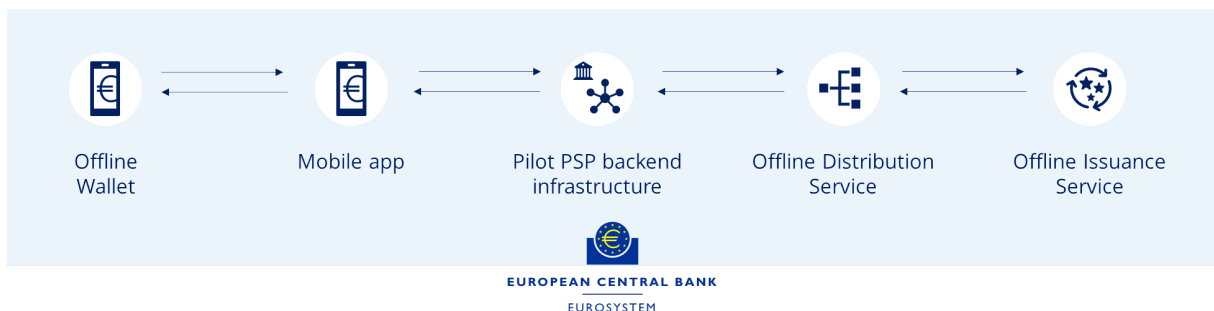 Offline
Wallet
Mobile app
Pilot PSP backend
infrastructure
Offline Distribution
Service
Offline Issuance
Service
EUROPEAN CENTRAL BANK
EUROSYSTEM